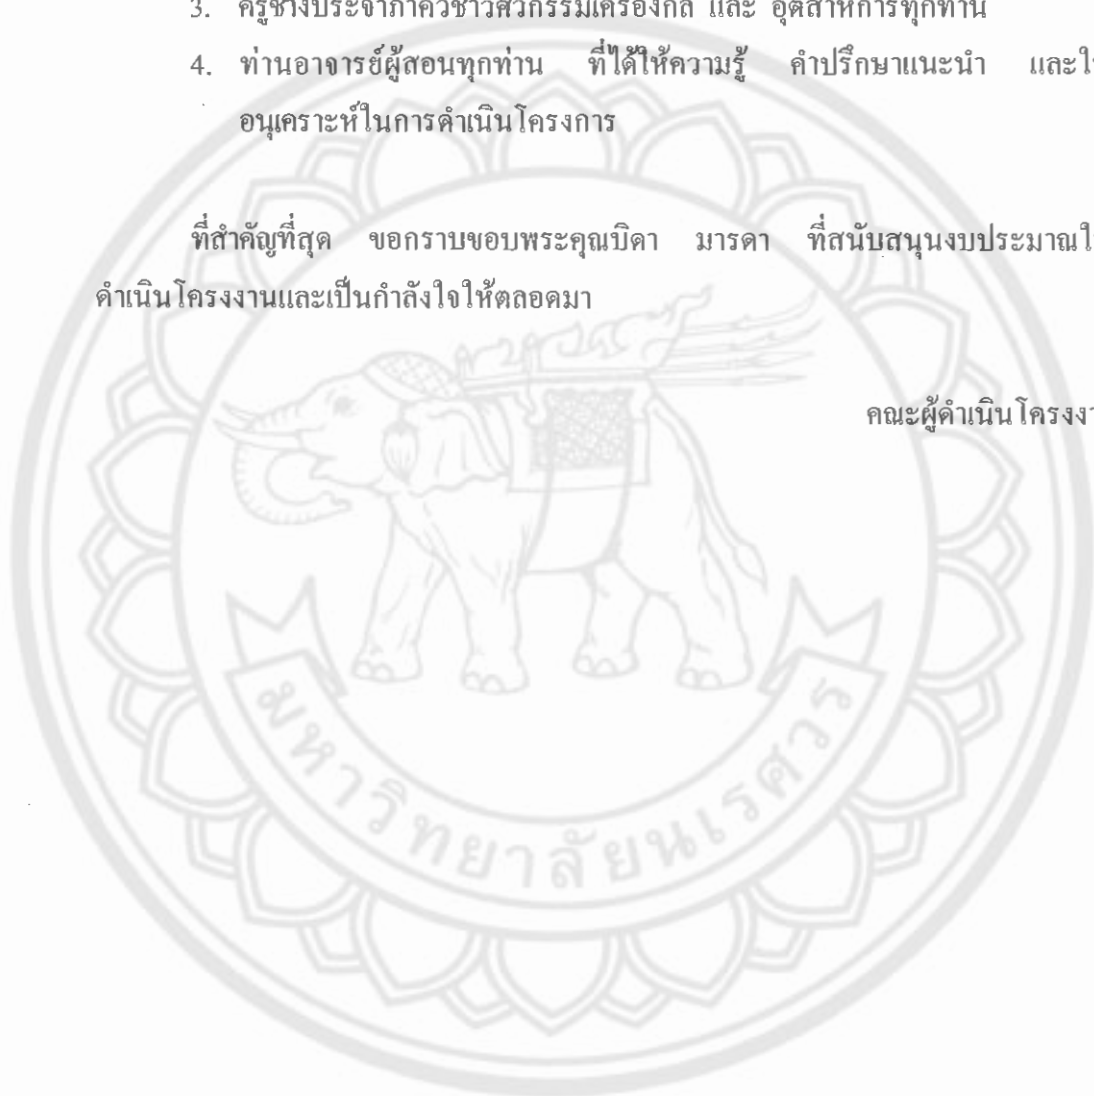 3. ครูช่างประจำภาควิชาวิศวกรรมเครื่องกล และ อุตสาหการทุกท่าน
4. ท่านอาจารย์ผู้สอนทุกท่าน ที่ได้ให้ความรู้ คำปรึกษาแนะนำ และ
อนุเคราะห์ในการดำเนินโครงการ
ที่สำคัญที่สุด ขอกราบขอบพระคุณบิดา มารดา ที่สนับสนุนงบประมาณ
ดำเนินโครงงานและเป็นกำลังใจให้ตลอดมา
คณะผู้ดำเนินโครงงา
มหาวิทยาลัยนเรศวร